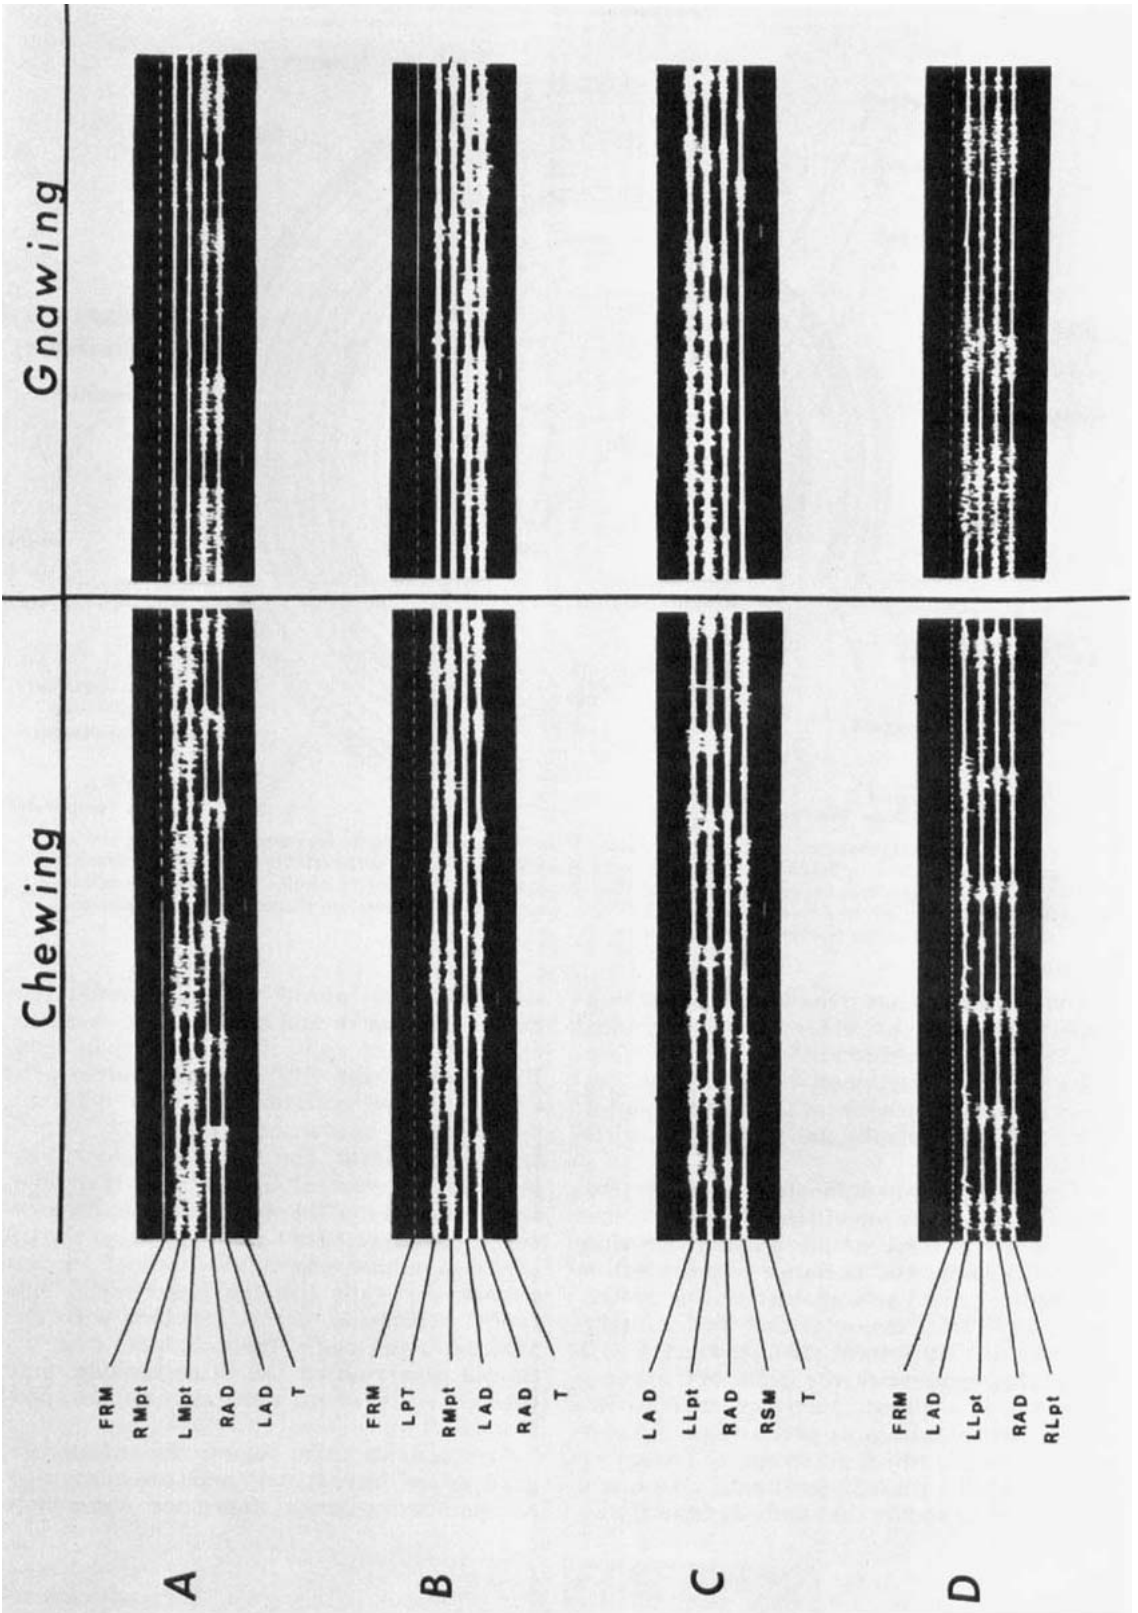 Chewing
Gnawing
A
FRM
RMpt
LMpt
RAD
LAD
T
B
FRM
LPT
RMpt
LAD
RAD
T
C
LAD
LLpt
RAD
RSM
T
D
FRM
LAD
LLpt
RAD
RLpt